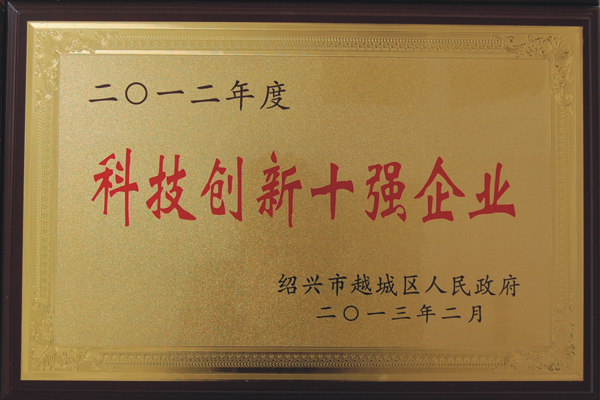 二〇一二年度
科技创新十强企业
绍兴市越城区人民政府
二〇一三年二月